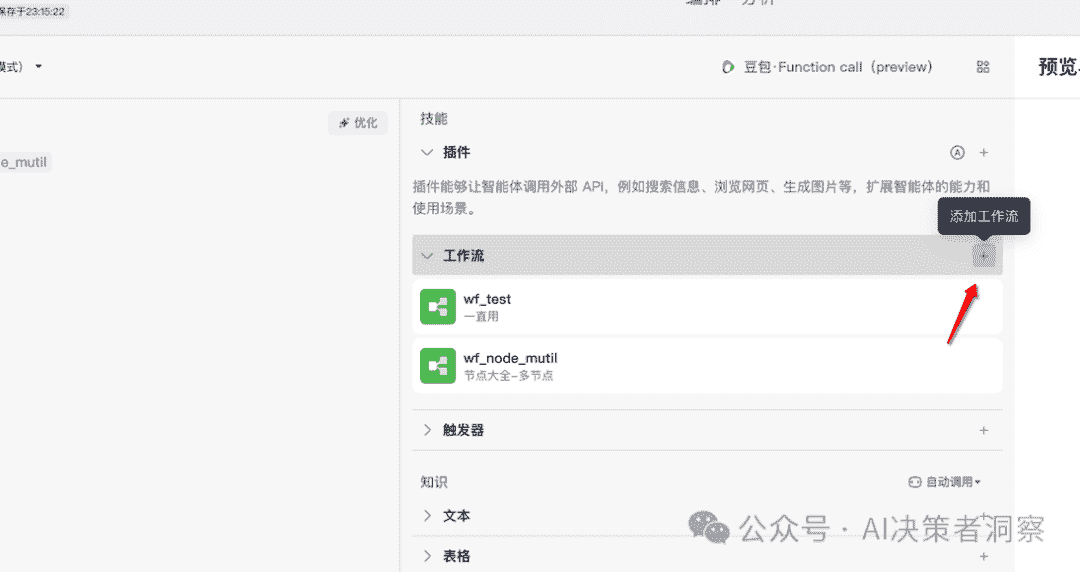 保存于23:15:22
编排 分析
模式）
豆包·Function call（preview）
预览
优化
e_mutil
技能
插件
插件能够让智能体调用外部 API，例如搜索信息、浏览网页、生成图片等，扩展智能体的能力和
使用场景。
添加工作流
工作流
wf_test
一直用
wf_node_mutil
节点大全-多节点
触发器
知识
自动调用
文本
公众号 · AI决策者洞察
表格